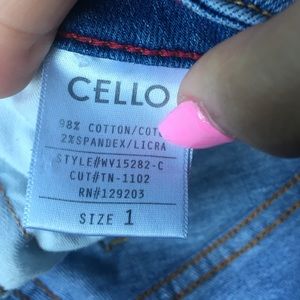 CELLO
98% COTTON/COT
2%SPANDEX/LICRA
STYLE#WV15282-C
CUT#TN-1102
RN#129203
SIZE 1